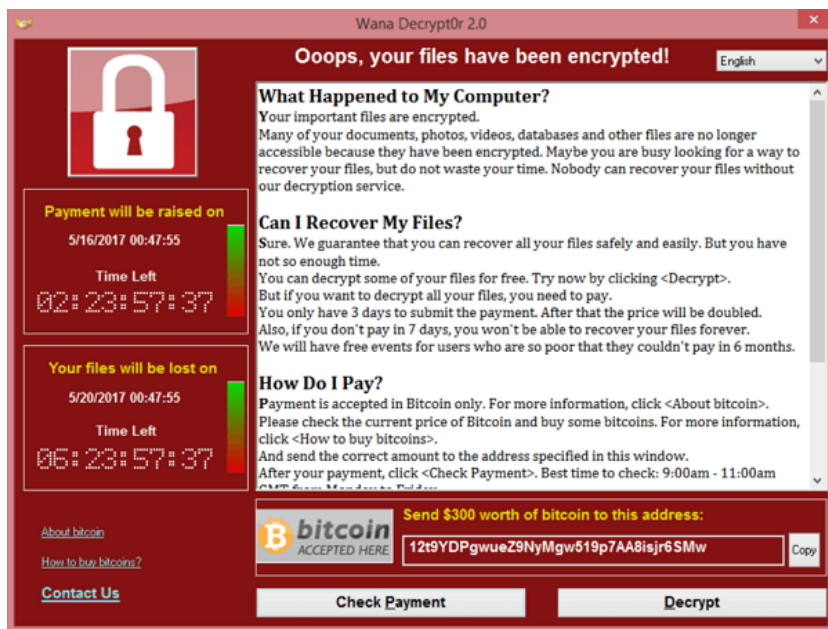 Wana Decrypt0r 2.0
Ooops, your files have been encrypted!
English
Payment will be raised on
5/16/2017 00:47:55
Time Left
02:23:57:37
Your files will be lost on
5/20/2017 00:47:55
Time Left
06:23:57:37
About bitcoin
How to buy bitcoins?
Contact Us
What Happened to My Computer?
Your important files are encrypted.
Many of your documents, photos, videos, databases and other files are no longer
accessible because they have been encrypted. Maybe you are busy looking for a way to
recover your files, but do not waste your time. Nobody can recover your files without
our decryption service.
Can I Recover My Files?
Sure. We guarantee that you can recover all your files safely and easily. But you have
not so enough time.
You can decrypt some of your files for free. Try now by clicking <Decrypt>.
But if you want to decrypt all your files, you need to pay.
You only have 3 days to submit the payment. After that the price will be doubled.
Also, if you don't pay in 7 days, you won't be able to recover your files forever.
We will have free events for users who are so poor that they couldn't pay in 6 months.
How Do I Pay?
Payment is accepted in Bitcoin only. For more information, click <About bitcoin>.
Please check the current price of Bitcoin and buy some bitcoins. For more information,
click <How to buy bitcoins>.
And send the correct amount to the address specified in this window.
After your payment, click <Check Payment>. Best time to check: 9:00am - 11:00am
GMT from Monday to Friday
bitcoin
ACCEPTED HERE
Send $300 worth of bitcoin to this address:
12t9YDPgwueZ9NyMgw519p7AA8isjr6SMw
Copy
Check Payment
Decrypt